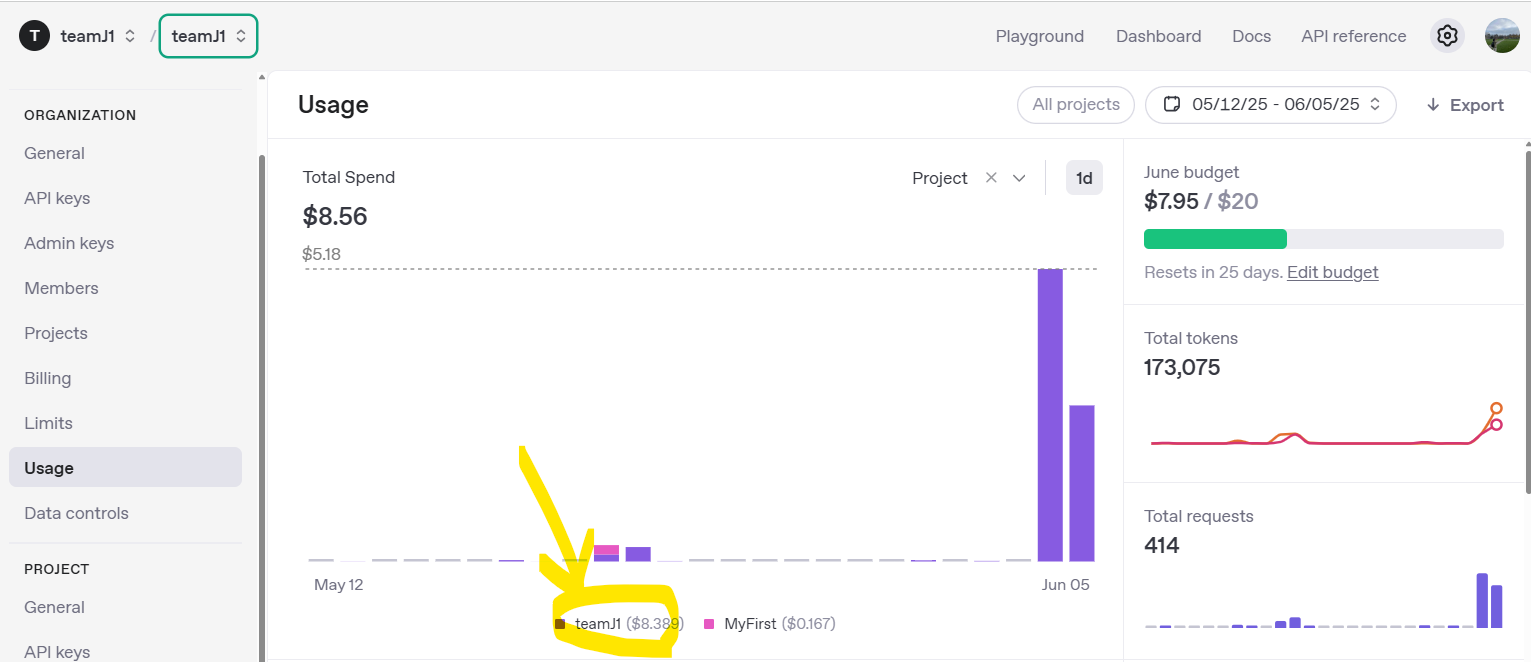 T teamJ1 / teamJ1 Playground Dashboard Docs API reference
ORGANIZATION
General
API keys
Admin keys
Members
Projects
Billing
Limits
Usage
Data controls
PROJECT
General
API keys
Usage All projects 05/12/25 - 06/05/25 Export
Total Spend Project 1d
$8.56
$5.18
May 12 Jun 05
teamJ1 ($8.389) MyFirst ($0.167)
June budget
$7.95 / $20
Resets in 25 days. Edit budget
Total tokens
173,075
Total requests
414